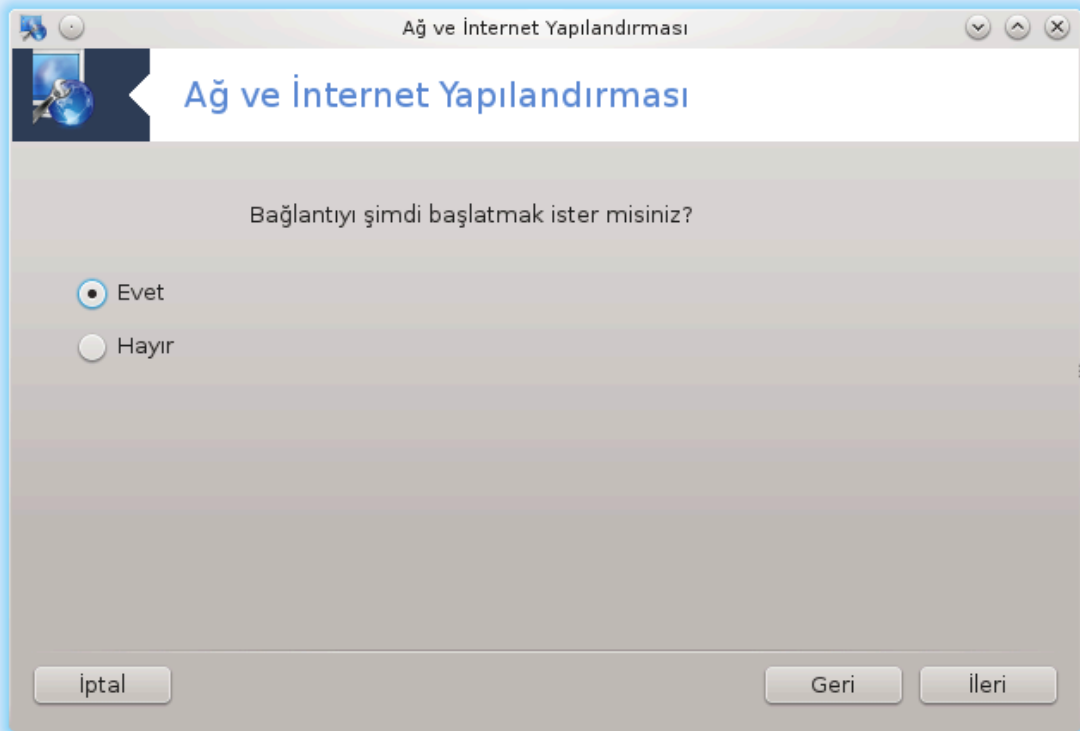 Ağ ve İnternet Yapılandırması
Ağ ve İnternet Yapılandırması
Bağlantıyı şimdi başlatmak ister misiniz?
Evet
Hayır
İptal
Geri
İleri